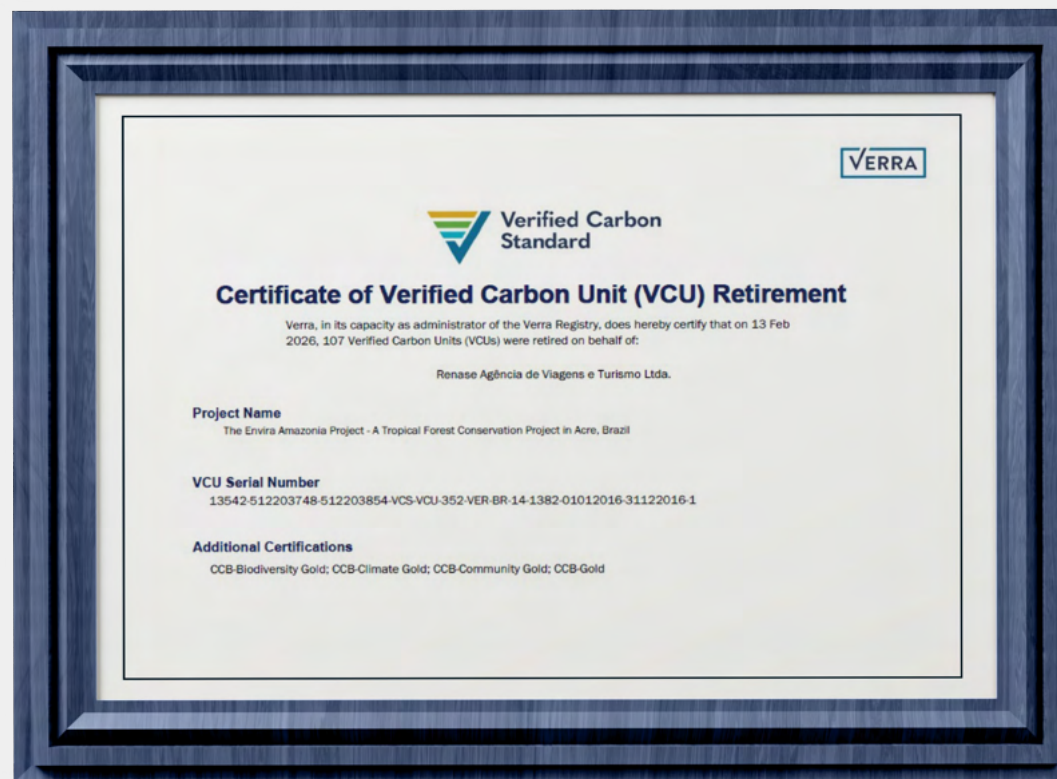 VERRA
Verified Carbon
Standard
Certificate of Verified Carbon Unit (VCU) Retirement
Verra, in its capacity as administrator of the Verra Registry, does hereby certify that on 13 Feb
2026, 107 Verified Carbon Units (VCUs) were retired on behalf of:
Renase Agência de Viagens e Turismo Ltda.
Project Name
The Envira Amazonia Project - A Tropical Forest Conservation Project in Acre, Brazil
VCU Serial Number
13542-512203748-512203854-VCS-VCU-352-VER-BR-14-1382-01012016-31122016-1
Additional Certifications
CCB-Biodiversity Gold; CCB-Climate Gold; CCB-Community Gold; CCB-Gold